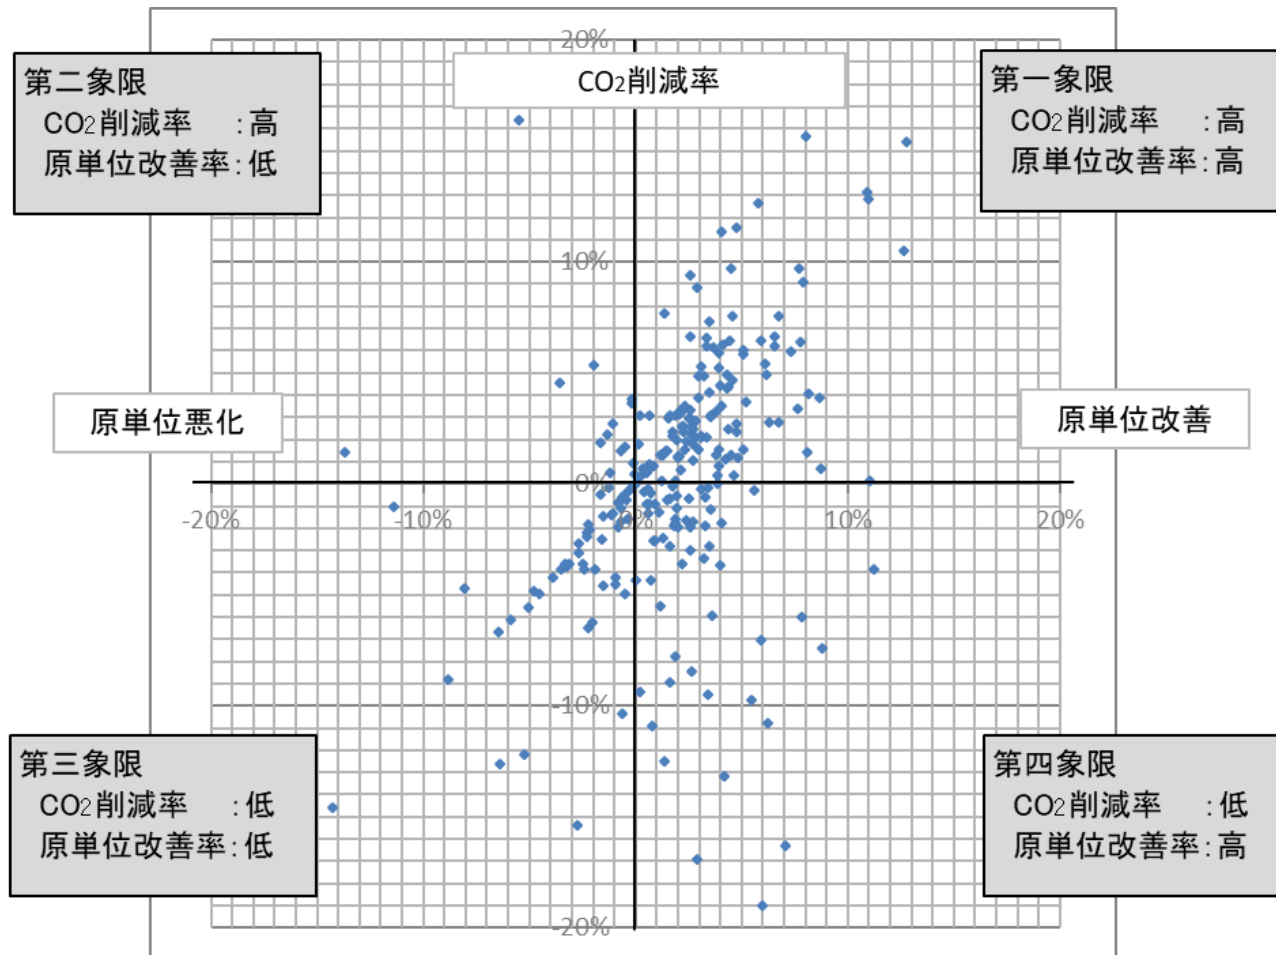 20%
CO2削減率
第二象限
CO2削減率 :高
原単位改善率:低
第一象限
CO2削減率 :高
原単位改善率:高
10%
原単位悪化
原単位改善
0%
-20%
-10%
0%
10%
20%
-10%
第三象限
CO2削減率 :低
原単位改善率:低
第四象限
CO2削減率 :低
原単位改善率:高
-20%